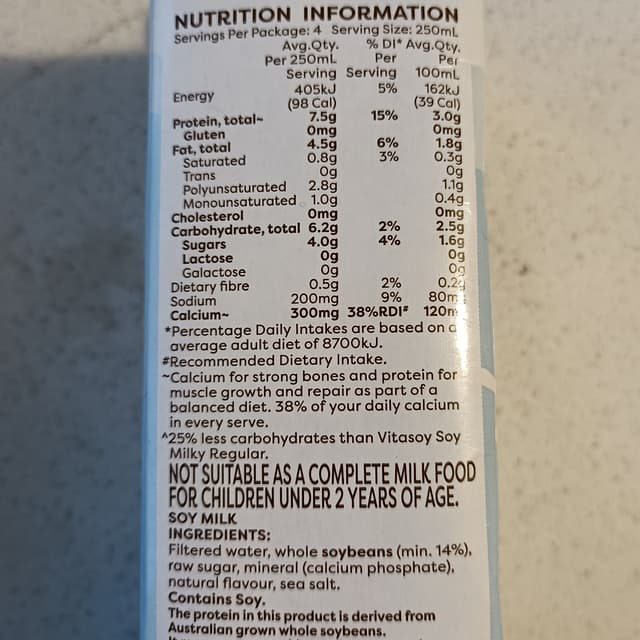 NUTRITION INFORMATION
Servings Per Package: 4 Serving Size: 250mL
Avg.Qty. % DI* Avg.Qty.
Per 250mL Per Per
Serving Serving 100mL
Energy 405kJ 5% 162kJ
(98 Cal) (39 Cal)
Protein, total~ 7.5g 15% 3.0g
Gluten 0mg 0mg
Fat, total 4.5g 6% 1.8g
Saturated 0.8g 3% 0.3g
Trans 0g 0g
Polyunsaturated 2.8g 1.1g
Monounsaturated 1.0g 0.4g
Cholesterol 0mg 0mg
Carbohydrate, total 6.2g 2% 2.5g
Sugars 4.0g 4% 1.6g
Lactose 0g 0g
Galactose 0g 0g
Dietary fibre 0.5g 2% 0.2g
Sodium 200mg 9% 80m
Calcium~ 300mg 38%RDI# 120m
*Percentage Daily Intakes are based on a
average adult diet of 8700kJ.
#Recommended Dietary Intake.
~Calcium for strong bones and protein for
muscle growth and repair as part of a
balanced diet. 38% of your daily calcium
in every serve.
^25% less carbohydrates than Vitasoy Soy
Milky Regular.
NOT SUITABLE AS A COMPLETE MILK FOOD
FOR CHILDREN UNDER 2 YEARS OF AGE.
SOY MILK
INGREDIENTS:
Filtered water, whole soybeans (min. 14%),
raw sugar, mineral (calcium phosphate),
natural flavour, sea salt.
Contains Soy.
The protein in this product is derived from
Australian grown whole soybeans.